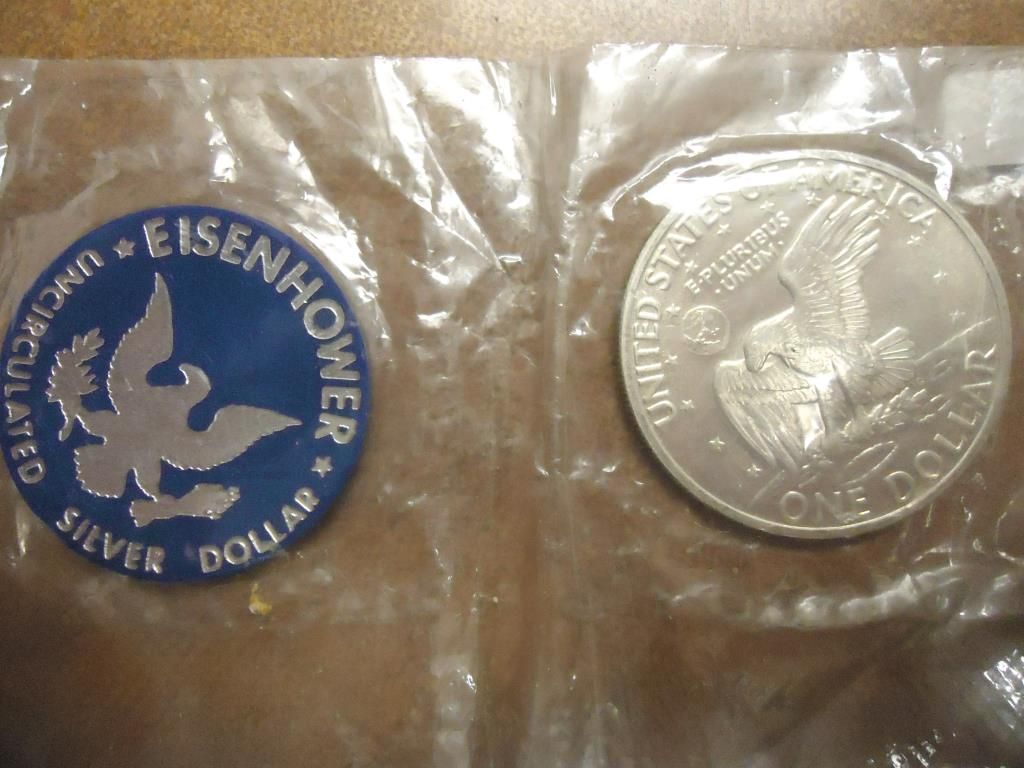 EISENHOWER
UNCIRCULATED
SILVER DOLLAR
UNITED STATES OF AMERICA
E·PLURIBUS
·UNUM·
ONE DOLLAR